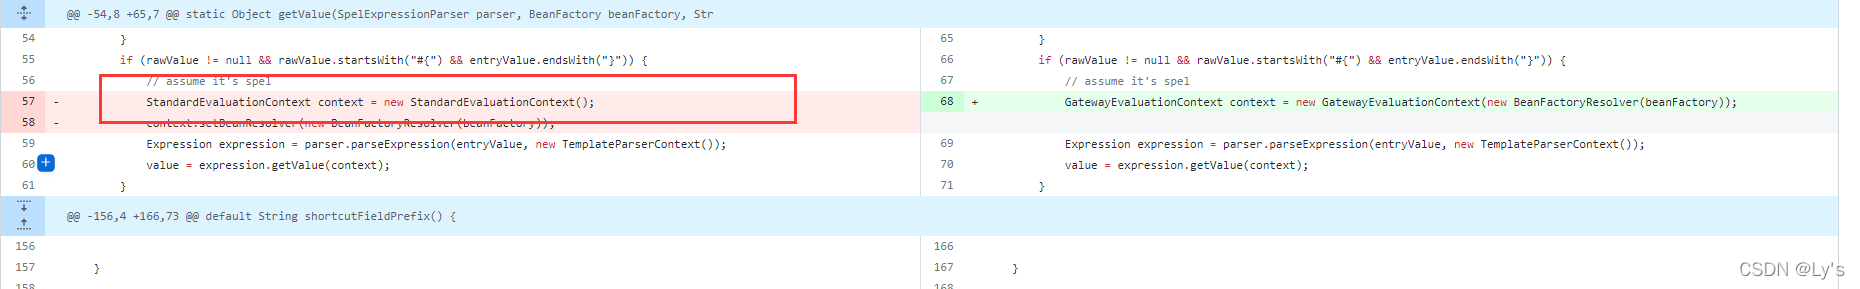 @@ -54,8 +65,7 @@ static Object getValue(SpelExpressionParser parser, BeanFactory beanFactory, Str
54 }
55 if (rawValue != null && rawValue.startsWith("#{") && entryValue.endsWith("}")) {
56 // assume it's spel
57 - StandardEvaluationContext context = new StandardEvaluationContext();
58 - context.setBeanResolver(new BeanFactoryResolver(beanFactory));
59 Expression expression = parser.parseExpression(entryValue, new TemplateParserContext());
60 value = expression.getValue(context);
61 }
65 }
66 if (rawValue != null && rawValue.startsWith("#{") && entryValue.endsWith("}")) {
67 // assume it's spel
68 + GatewayEvaluationContext context = new GatewayEvaluationContext(new BeanFactoryResolver(beanFactory));
69 Expression expression = parser.parseExpression(entryValue, new TemplateParserContext());
70 value = expression.getValue(context);
71 }
@@ -156,4 +166,73 @@ default String shortcutFieldPrefix() {
156
157 }
158
166
167 }
168
CSDN @Ly's